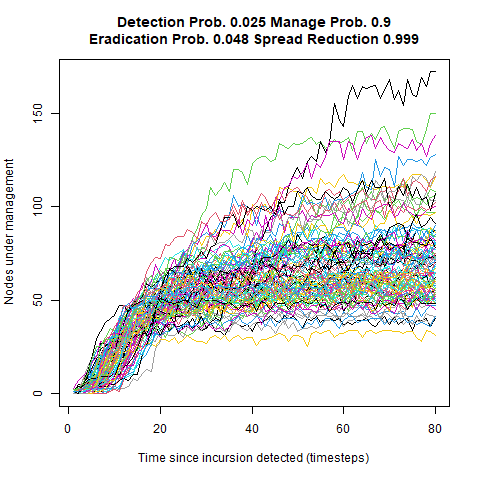 Detection Prob. 0.025 Manage Prob. 0.9
Eradication Prob. 0.048 Spread Reduction 0.999
Nodes under management
150
100
50
0
0 20 40 60 80
Time since incursion detected (timesteps)